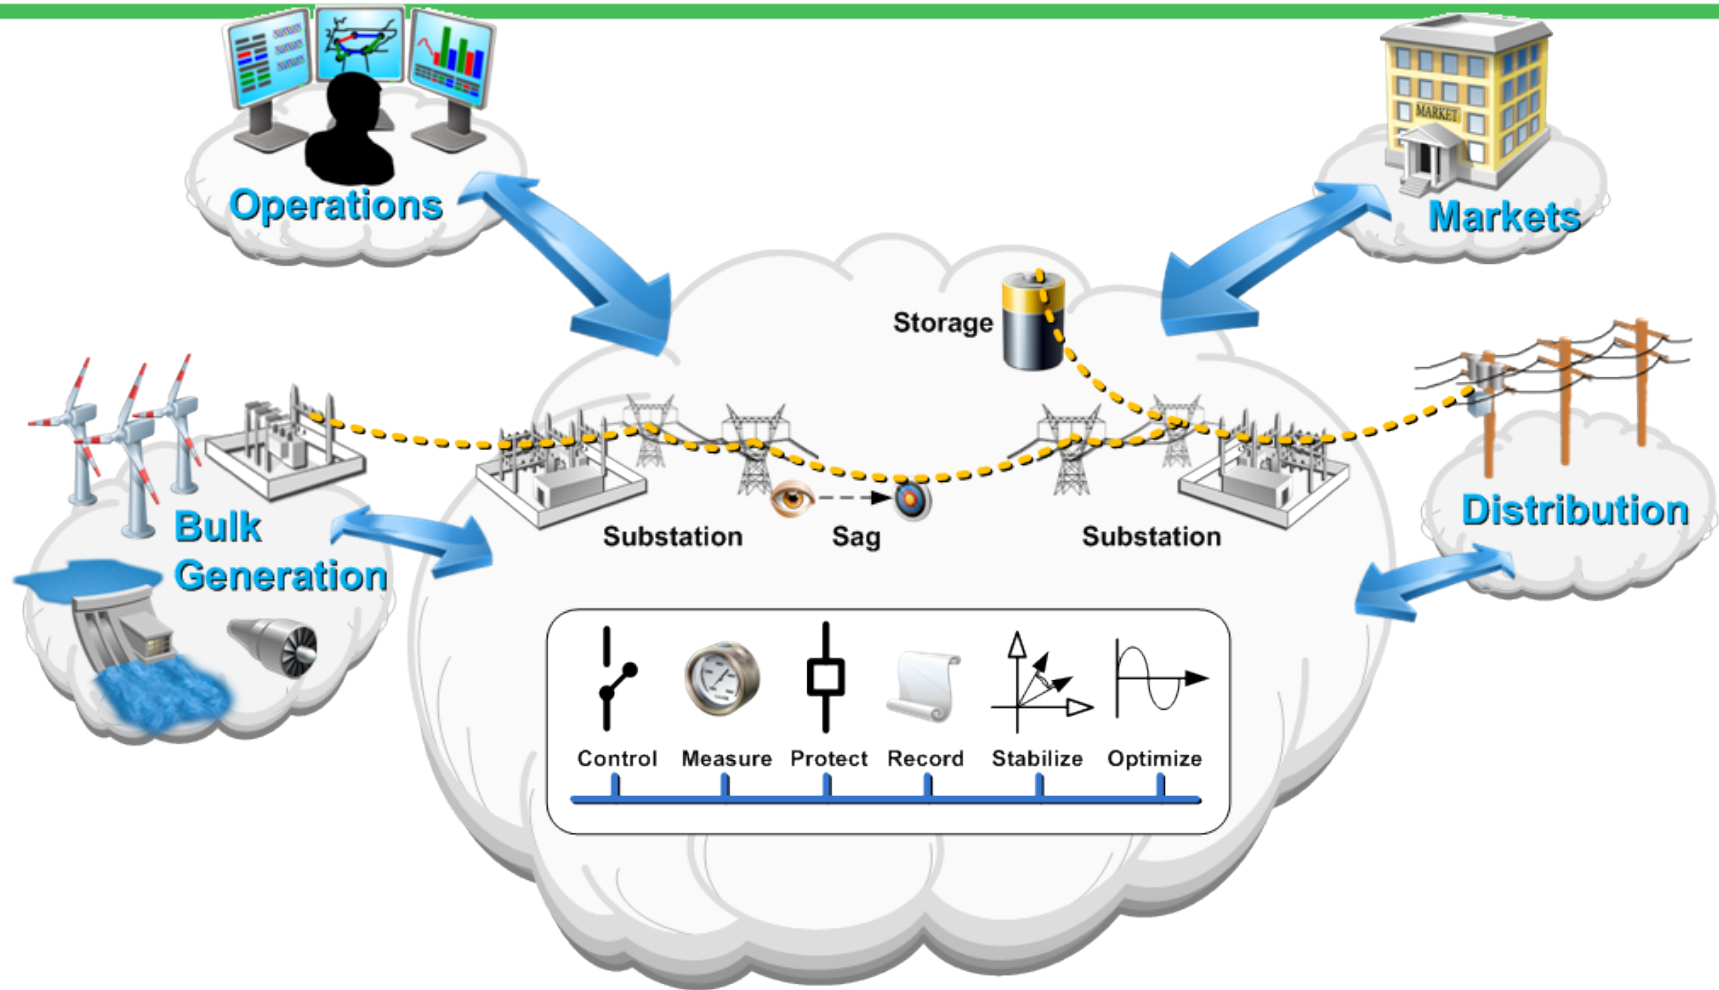 Operations
MARKET
Markets
Storage
Substation
Sag
Substation
Distribution
Bulk
Generation
Control
Measure
Protect
Record
Stabilize
Optimize